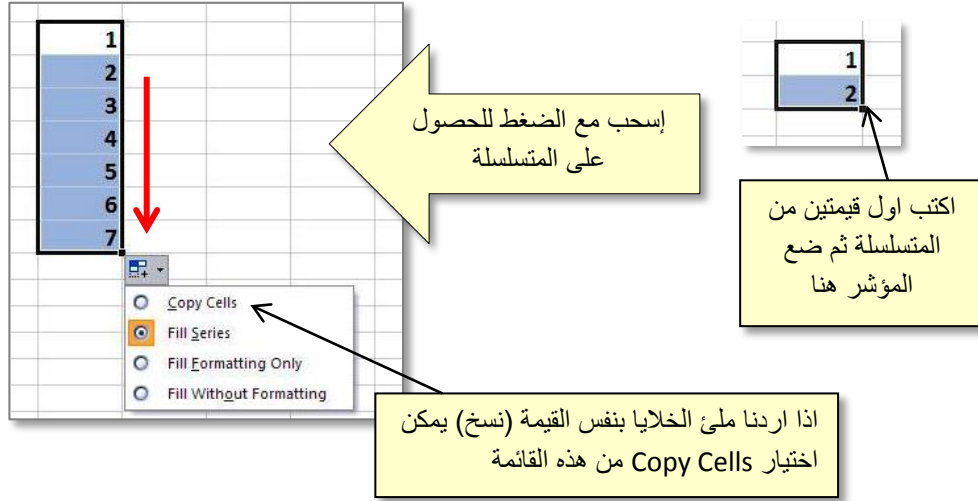 1
2
اكتب اول قيمتين من
المتسلسلة ثم ضع
المؤشر هنا
إسحب مع الضغط للحصول
على المتسلسلة
1
2
3
4
5
6
7
Copy Cells
Fill Series
Fill Formatting Only
Fill Without Formatting
اذا اردنا ملئ الخلايا بنفس القيمة (نسخ) يمكن
اختيار Copy Cells من هذه القائمة